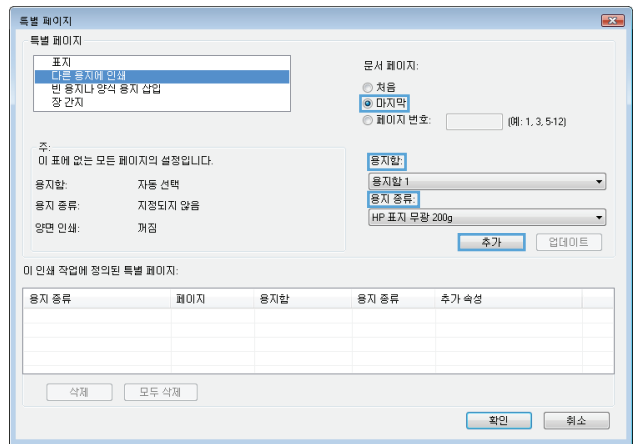 특별 페이지
특별 페이지
표지
다른 용지에 인쇄
빈 용지나 양식 용지 삽입
장 간지
문서 페이지:
처음
마지막
페이지 번호: (예: 1, 3, 5-12)
주:
이 표에 없는 모든 페이지의 설정입니다.
용지함: 자동 선택
용지 종류: 지정되지 않음
양면 인쇄: 꺼짐
용지함:
용지함 1
용지 종류:
HP 표지 무광 200g
추가 업데이트
이 인쇄 작업에 정의된 특별 페이지:
용지 종류 페이지 용지함 용지 종류 추가 속성
삭제 모두 삭제
확인 취소